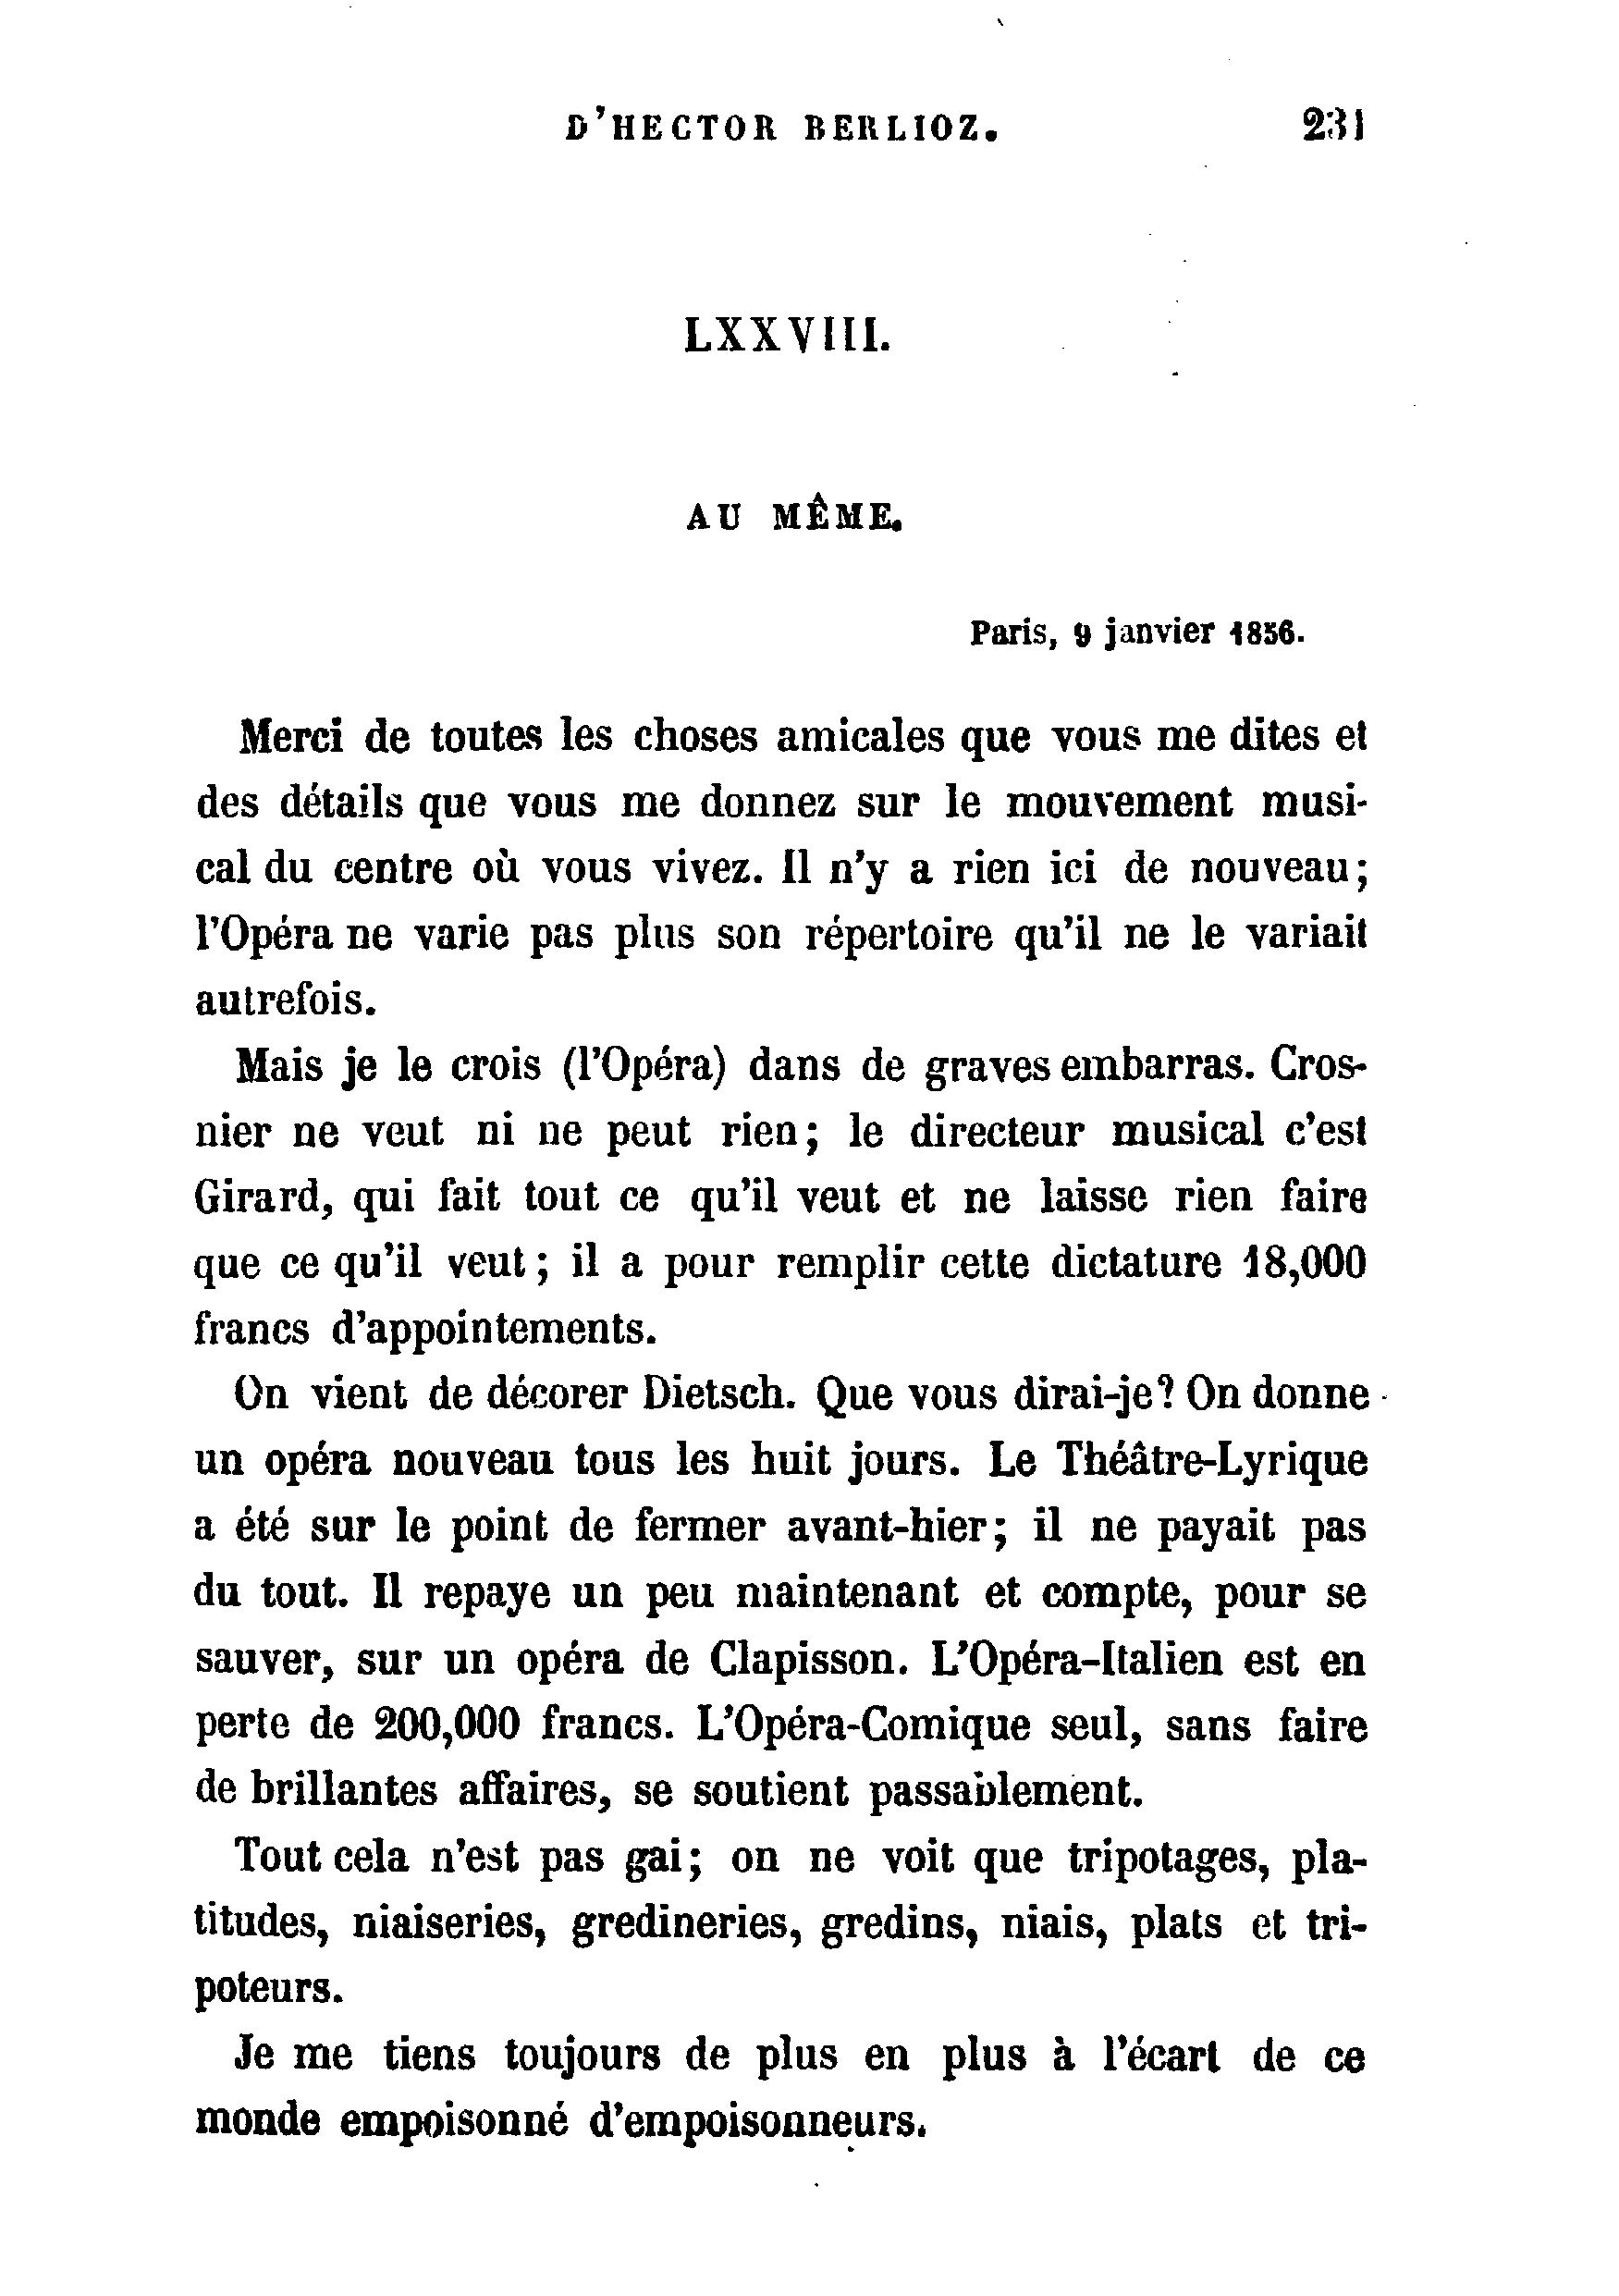 D'HECTOR BERLIOZ. 231
LXXVIII.
AU MÊME.
Paris, 9 janvier 1856.
Merci de toutes les choses amicales que vous me dites et
des détails que vous me donnez sur le mouvement musi-
cal du centre où vous vivez. Il n'y a rien ici de nouveau;
l'Opéra ne varie pas plus son répertoire qu'il ne le variait
autrefois.
Mais je le crois (l'Opéra) dans de graves embarras. Cros-
nier ne veut ni ne peut rien; le directeur musical c'est
Girard, qui fait tout ce qu'il veut et ne laisse rien faire
que ce qu'il veut; il a pour remplir cette dictature 18,000
francs d'appointements.
On vient de décorer Dietsch. Que vous dirai-je? On donne
un opéra nouveau tous les huit jours. Le Théâtre-Lyrique
a été sur le point de fermer avant-hier; il ne payait pas
du tout. Il repaye un peu maintenant et compte, pour se
sauver, sur un opéra de Clapisson. L'Opéra-Italien est en
perte de 200,000 francs. L'Opéra-Comique seul, sans faire
de brillantes affaires, se soutient passablement.
Tout cela n'est pas gai; on ne voit que tripotages, pla-
titudes, niaiseries, gredineries, gredins, niais, plats et tri-
poteurs.
Je me tiens toujours de plus en plus à l'écart de ce
monde empoisonné d'empoisonneurs.